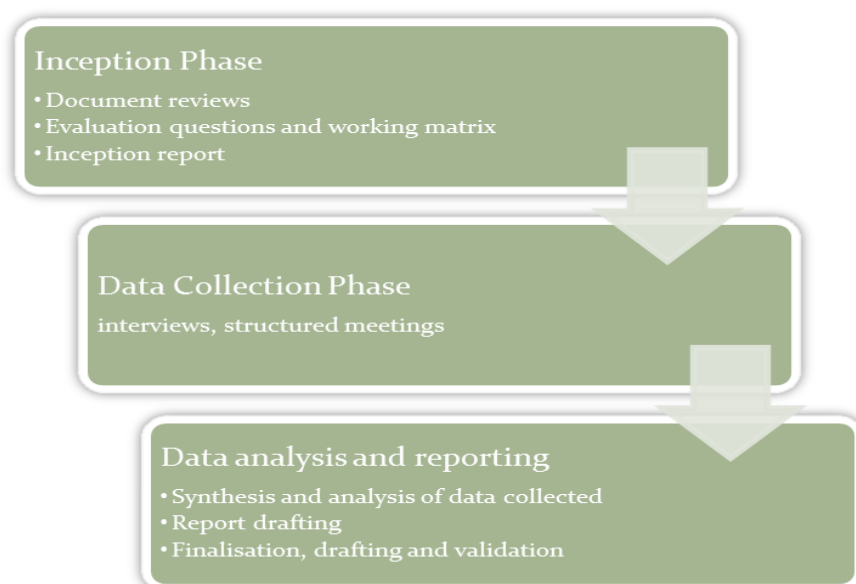 Inception Phase
• Document reviews
• Evaluation questions and working matrix
• Inception report
Data Collection Phase
interviews, structured meetings
Data analysis and reporting
• Synthesis and analysis of data collected
• Report drafting
• Finalisation, drafting and validation